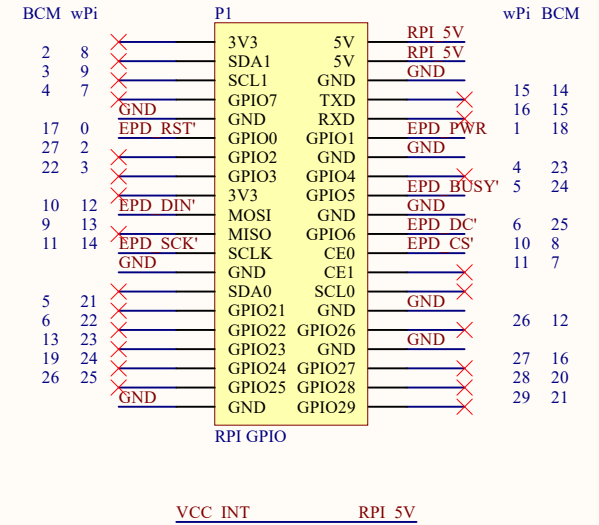 BCM wPi P1 wPi BCM
3V3 5V RPI_5V
2 8 SDA1 5V RPI_5V
3 9 SCL1 GND GND
4 7 GPIO7 TXD 15 14
GND GND RXD 16 15
17 0 EPD_RST' GPIO0 GPIO1 EPD_PWR 1 18
27 2 GPIO2 GND GND
22 3 GPIO3 GPIO4 4 23
3V3 GPIO5 EPD_BUSY' 5 24
10 12 EPD_DIN' MOSI GND GND
9 13 MISO GPIO6 EPD_DC' 6 25
11 14 EPD_SCK' SCLK CE0 EPD_CS' 10 8
GND GND CE1 11 7
SDA0 SCL0
5 21 GPIO21 GND GND
6 22 GPIO22 GPIO26 26 12
13 23 GPIO23 GND GND
19 24 GPIO24 GPIO27 27 16
26 25 GPIO25 GPIO28 28 20
GND GND GPIO29 29 21
RPI GPIO
VCC_INT RPI_5V